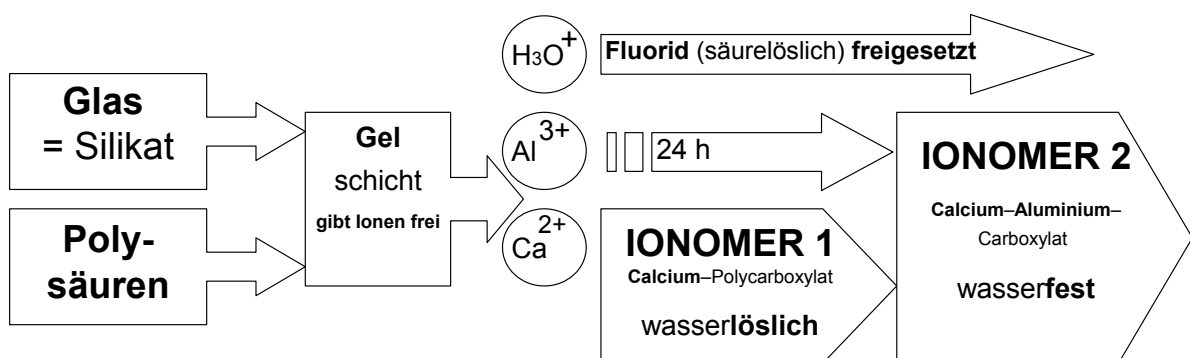 Glas
= Silikat
Poly-
säuren
Gel
schicht
gibt Ionen frei
H₃O⁺
Al³⁺
Ca²⁺
Fluorid (säurelöslich) freigesetzt
24 h
IONOMER 1
Calcium–Polycarboxylat
wasserlöslich
IONOMER 2
Calcium–Aluminium–
Carboxylat
wasserfest